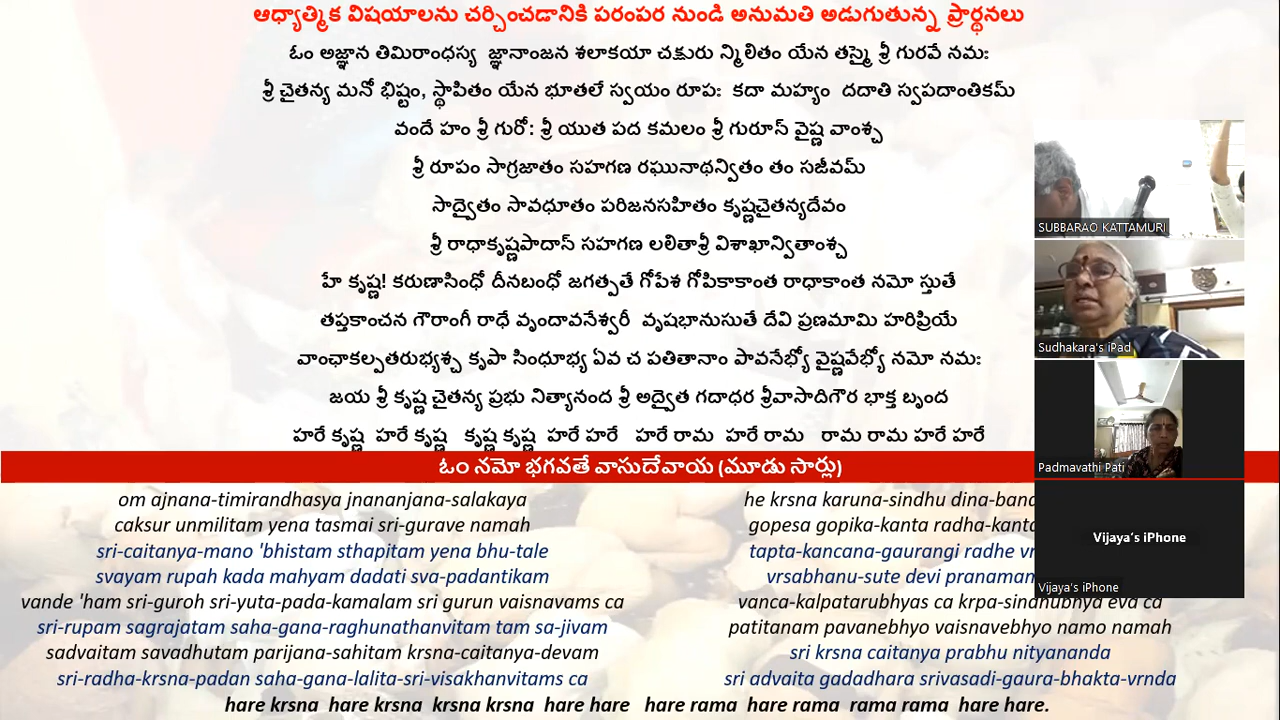 ఆధ్యాత్మిక విషయాలను చర్చించడానికి పరంపర నుండి అనుమతి అడుగుతున్న ప్రార్థనలు
ఓం అజ్ఞాన తిమిరాంధస్య జ్ఞానాంజన శలాకయా చక్షురు న్మిలితం యేన తస్మై శ్రీ గురవే నమః
శ్రీ చైతన్య మనో భిష్టం, స్థాపితం యేన భూతలే స్వయం రూపః కదా మహ్యం దదాతి స్వపదాంతికమ్
వందే హం శ్రీ గురో: శ్రీ యుత పద కమలం శ్రీ గురూస్ వైష్ణ వాంశ్చ
శ్రీ రూపం సాగ్రజాతం సహగణ రఘునాథన్వితం తం సజీవమ్
సాద్వైతం సావధూతం పరిజనసహితం కృష్ణచైతన్యదేవం
శ్రీ రాధాకృష్ణపాదాస్ సహగణ లలితాశ్రీ విశాఖాన్వితాంశ్చ
హే కృష్ణ! కరుణాసింధో దీనబంధో జగత్పతే గోపేశ గోపికాకాంత రాధాకాంత నమో స్తుతే
తప్తకాంచన గౌరాంగీ రాధే వృందావనేశ్వరీ వృషభానుసుతే దేవి ప్రణమామి హరిప్రియే
వాంఛాకల్పతరుభ్యశ్చ కృపా సింధూభ్య ఏవ చ పతితానాం పావనేభ్యో వైష్ణవేభ్యో నమో నమః
జయ శ్రీ కృష్ణ చైతన్య ప్రభు నిత్యానంద శ్రీ అద్వైత గదాధర శ్రీవాసాదిగౌర భాక్త బృంద
హరే కృష్ణ హరే కృష్ణ కృష్ణ కృష్ణ హరే హరే హరే రామ హరే రామ రామ రామ హరే హరే
ఓం నమో భగవతే వాసుదేవాయ (మూడు సార్లు)
om ajnana-timirandhasya jnananjana-salakaya
caksur unmilitam yena tasmai sri-gurave namah
sri-caitanya-mano 'bhistam sthapitam yena bhu-tale
svayam rupah kada mahyam dadati sva-padantikam
vande 'ham sri-guroh sri-yuta-pada-kamalam sri gurun vaisnavams ca
sri-rupam sagrajatam saha-gana-raghunathanvitam tam sa-jivam
sadvaitam savadhutam parijana-sahitam krsna-caitanya-devam
sri-radha-krsna-padan saha-gana-lalita-sri-visakhanvitams ca
he krsna karuna-sindhu
gopesa gopika-kanta
tapta-kancana-gaurangi radhe
vrsabhanu-sute devi
vanca-kalpatarubhyas ca krpa-sindhubhya eva ca
patitanam pavanebhyo vaisnavebhyo namo namah
sri krsna caitanya prabhu nityananda
sri advaita gadadhara srivasadi-gaura-bhakta-vrnda
hare krsna hare krsna krsna krsna hare hare hare rama hare rama rama rama hare hare.
SUBBARAO KATTAMURI
Sudhakara's iPad
Padmavathi Pati
Vijaya's iPhone
Vijaya's iPhone